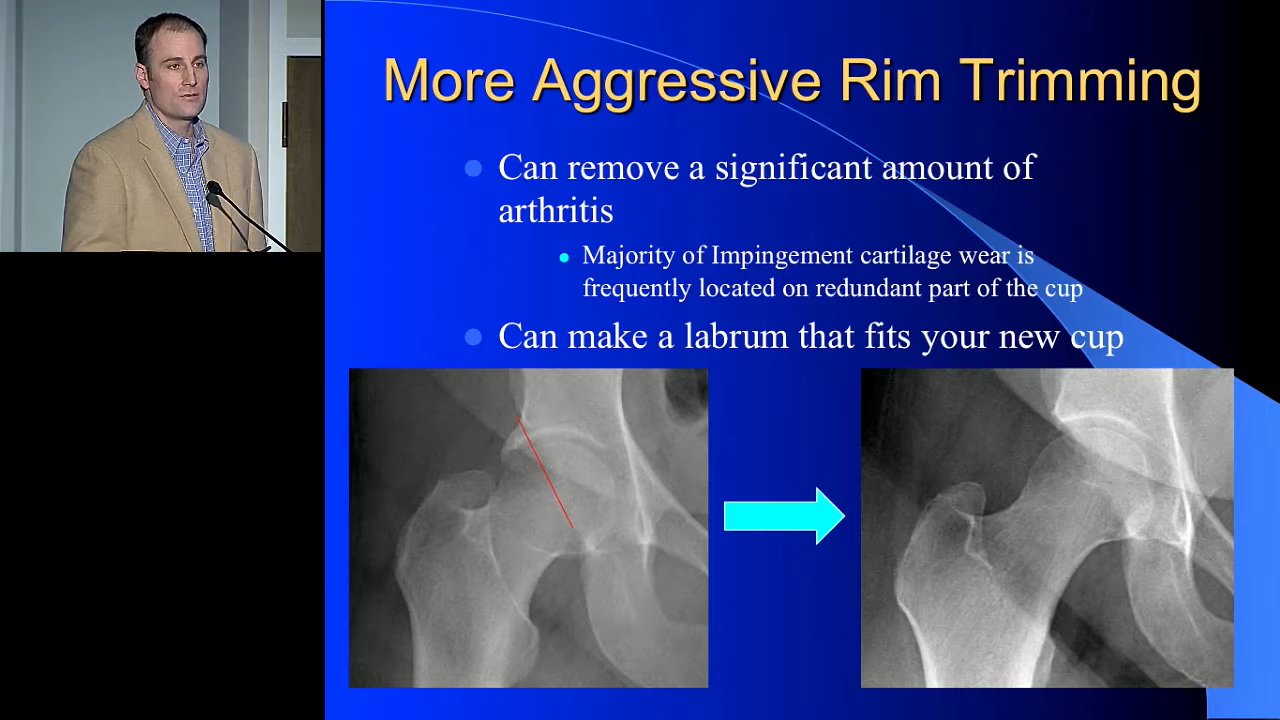 More Aggressive Rim Trimming
Can remove a significant amount of
arthritis
Majority of Impingement cartilage wear is
frequently located on redundant part of the cup
Can make a labrum that fits your new cup